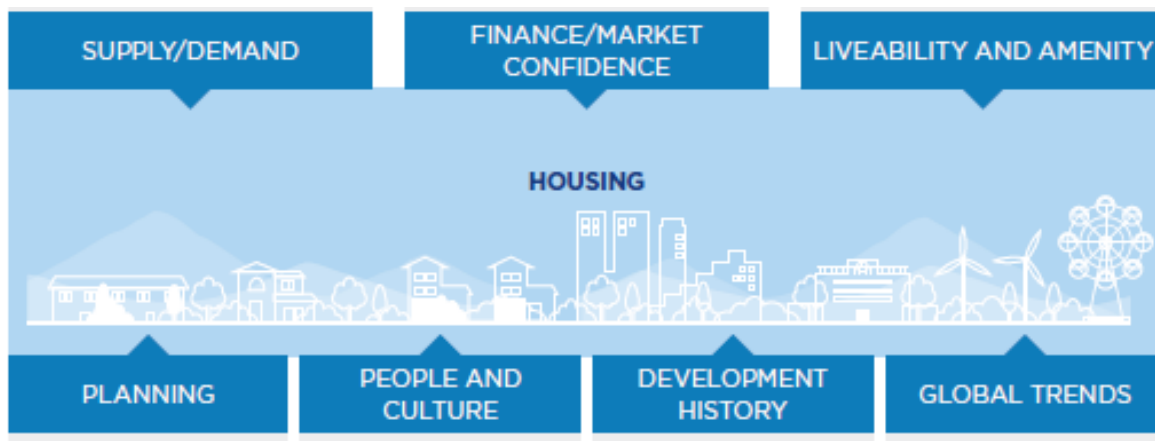 SUPPLY/DEMAND
FINANCE/MARKET
CONFIDENCE
LIVEABILITY AND AMENITY
HOUSING
PLANNING
PEOPLE AND
CULTURE
DEVELOPMENT
HISTORY
GLOBAL TRENDS